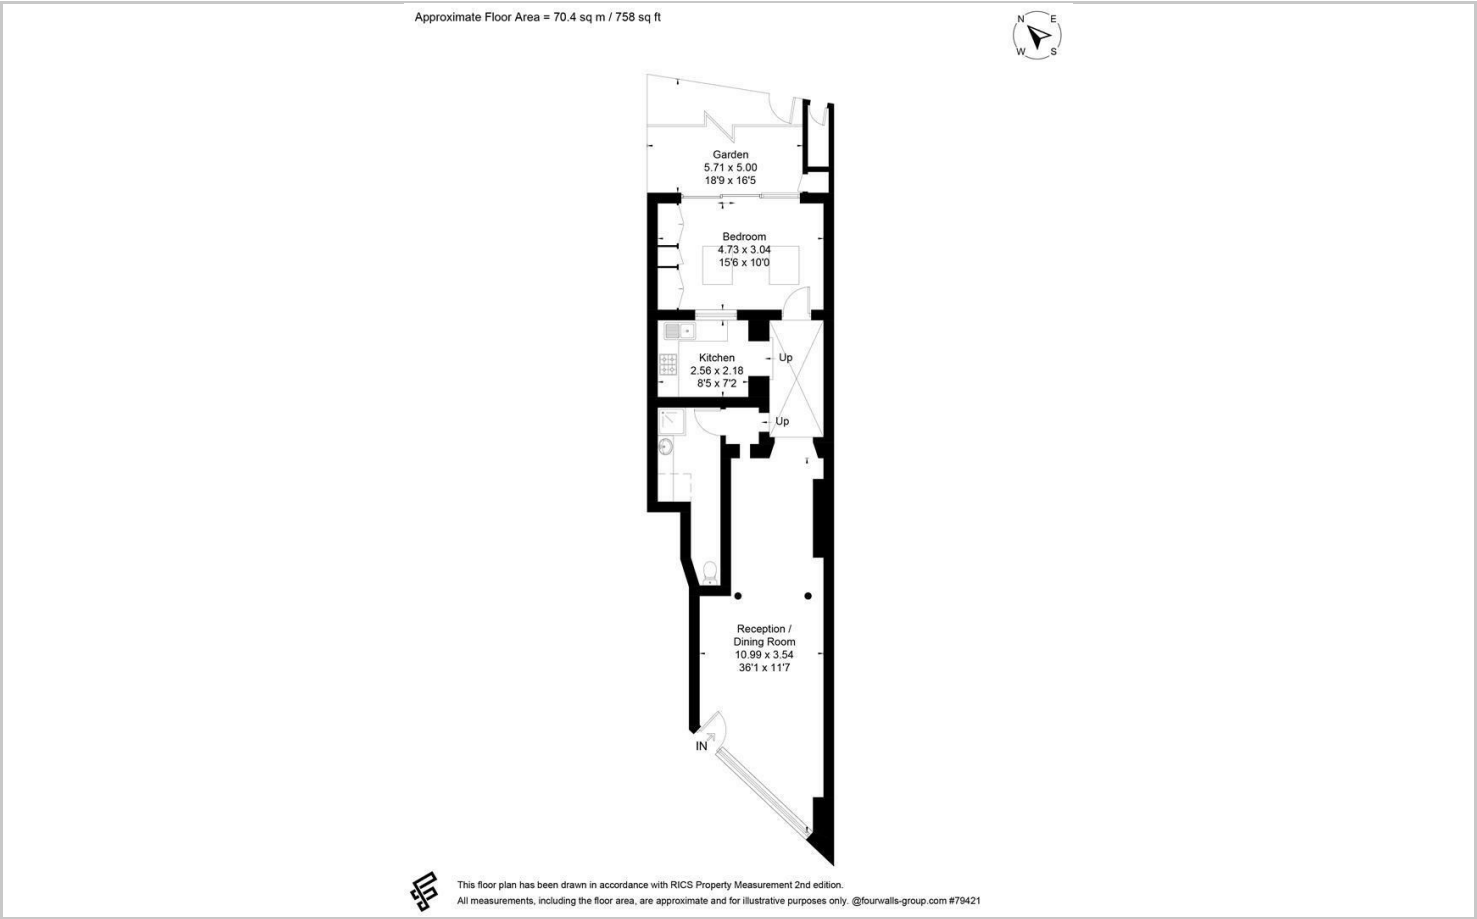 Approximate Floor Area = 70.4 sq m / 758 sq ft
N E
W S
Garden
5.71 x 5.00
18'9 x 16'5
Bedroom
4.73 x 3.04
15'6 x 10'0
Kitchen
2.56 x 2.18
8'5 x 7'2
Up
Up
Reception /
Dining Room
10.99 x 3.54
36'1 x 11'7
IN
This floor plan has been drawn in accordance with RICS Property Measurement 2nd edition.
All measurements, including the floor area, are approximate and for illustrative purposes only. @fourwalls-group.com #79421